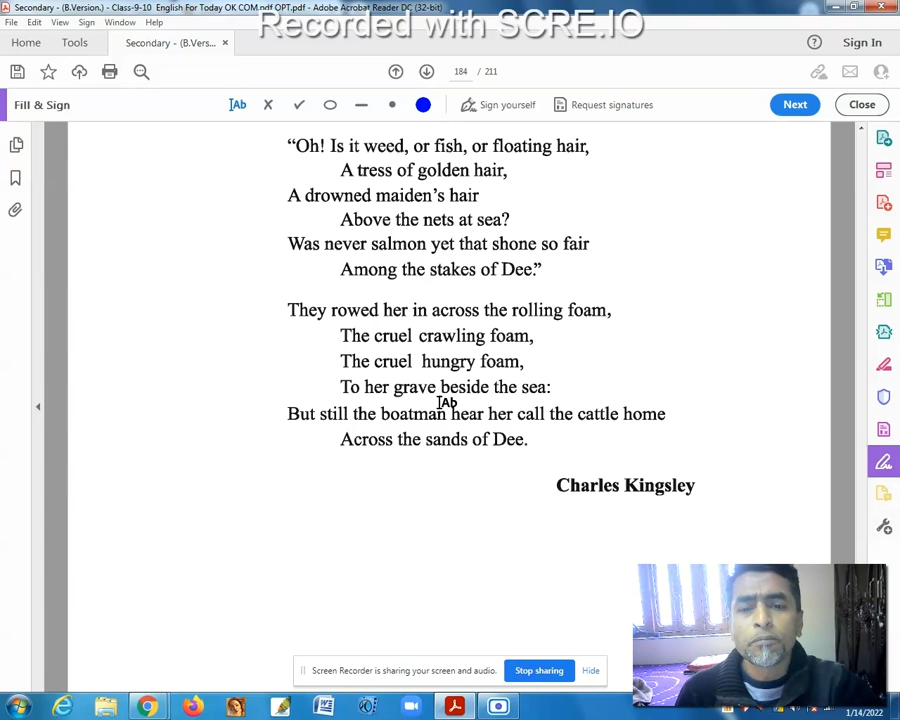 Secondary - (B.Version.) - Class-9-10 English For Today OK COM.pdf OPT.pdf - Adobe Acrobat Reader DC (32-bit)
File Edit View Sign Window Help
Recorded with SCRE.IO
Home Tools Secondary - (B.Vers... × Sign In
184 / 211
Fill & Sign Ab Sign yourself Request signatures Next Close
“Oh! Is it weed, or fish, or floating hair,
A tress of golden hair,
A drowned maiden’s hair
Above the nets at sea?
Was never salmon yet that shone so fair
Among the stakes of Dee.”
They rowed her in across the rolling foam,
The cruel crawling foam,
The cruel hungry foam,
To her grave beside the sea:
Ab
But still the boatman hear her call the cattle home
Across the sands of Dee.
Charles Kingsley
Screen Recorder is sharing your screen and audio. Stop sharing Hide
1/14/2022